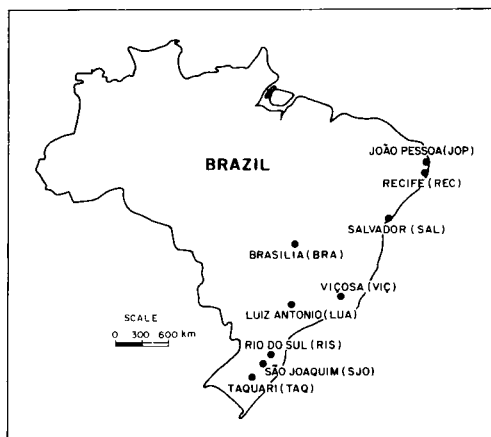 JOÃO PESSOA (JOP)
BRAZIL
RECIFE (REC)
SALVADOR (SAL)
BRASILIA (BRA)
VIÇOSA (VIÇ)
LUIZ ANTONIO (LUA)
SCALE
0 300 600 km
RIO DO SUL (RIS)
SÃO JOAQUIM (SJO)
TAQUARI (TAQ)